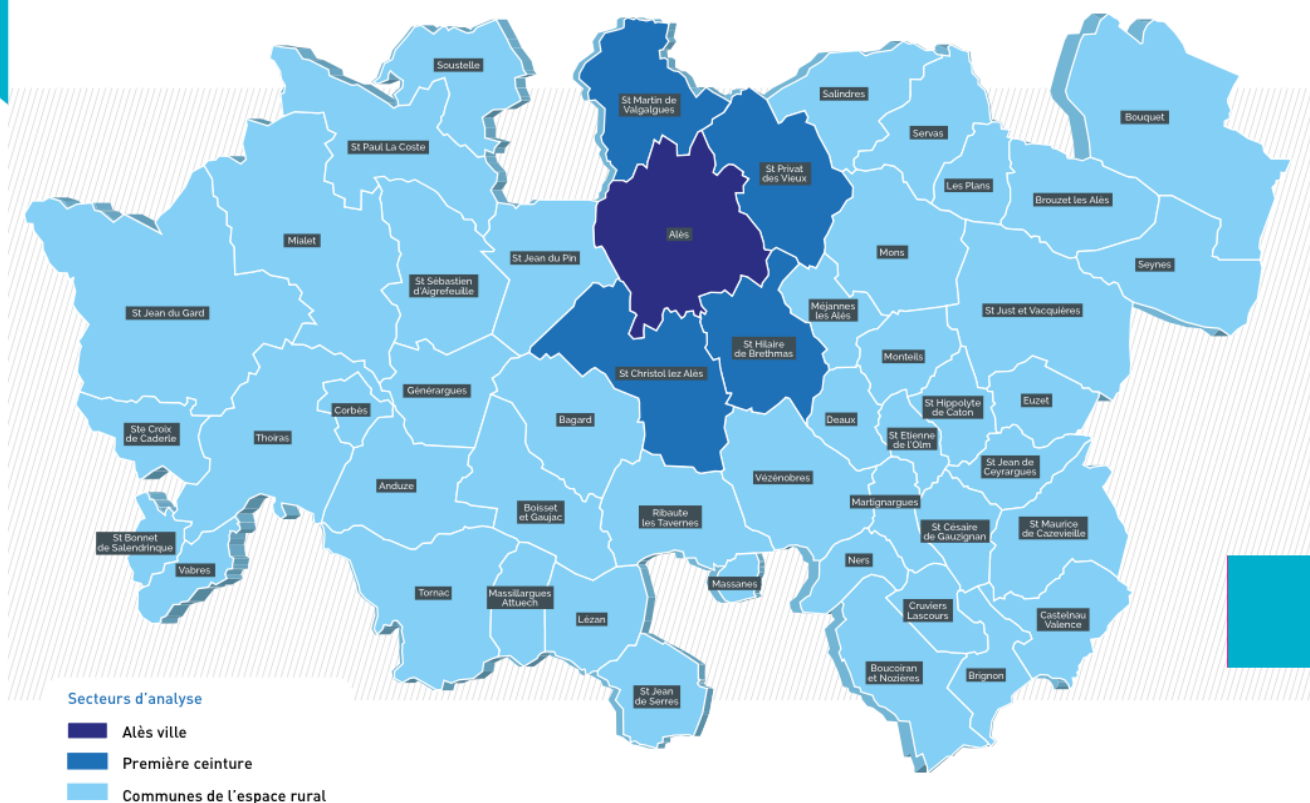 Soustelle
St Martin de
Valgalgues
Salindres
Bouquet
Servas
St Paul La Coste
St Privat
des Vieux
Les Plans
Brouzet les Alès
Mialet
Alès
St Jean du Pin
Mons
Seynes
St Sébastien
d'Aigrefeuille
St Jean du Gard
Méjannes
les Alès
St Just et Vacquières
St Hilaire
de Brethmas
Monteils
St Christol lez Alès
Générargues
Corbès
Bagard
Deaux
St Hippolyte
de Caton
Euzet
Ste Croix
de Caderle
Thoiras
St Etienne
de l'Olm
St Jean de
Ceyrargues
Anduze
Vézénobres
Martignargues
Boisset
et Gaujac
Ribaute
les Tavernes
St Césaire
de Gauzignan
St Maurice
de Cazevieille
St Bonnet
de Salendrinque
Vabres
Ners
Tornac
Massillargues
Attuech
Massanes
Lézan
Cruviers
Lascours
Castelnau
Valence
Boucoiran
et Nozières
Brignon
St Jean
de Serres
Secteurs d'analyse
Alès ville
Première ceinture
Communes de l'espace rural